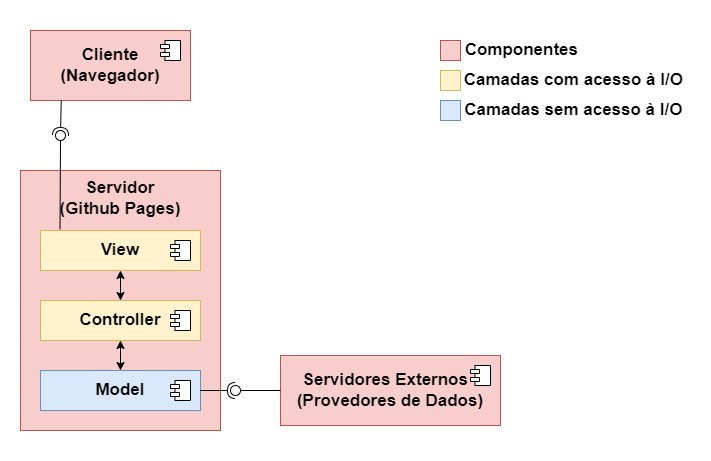 Cliente
(Navegador)
Componentes
Camadas com acesso à I/O
Camadas sem acesso à I/O
Servidor
(Github Pages)
View
Controller
Model
Servidores Externos
(Provedores de Dados)